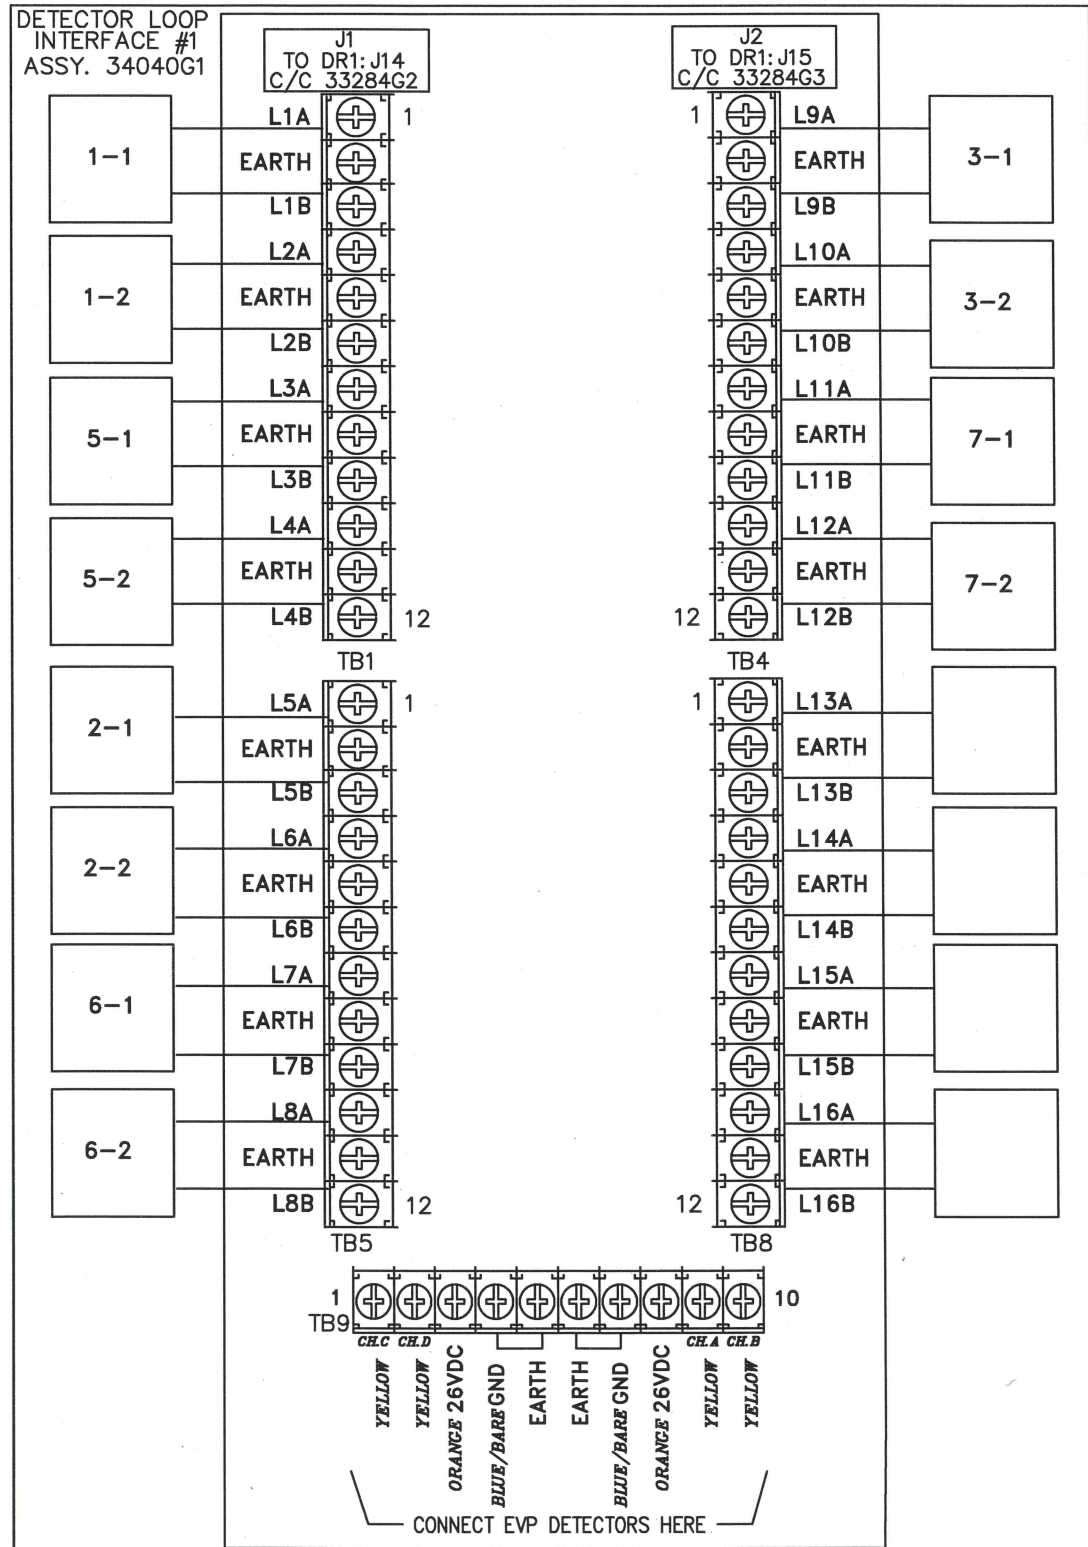 DETECTOR LOOP
INTERFACE #1
ASSY. 34040G1
J1
TO DR1:J14
C/C 33284G2
J2
TO DR1:J15
C/C 33284G3
1-1
L1A
1
EARTH
L1B
1-2
L2A
EARTH
L2B
5-1
L3A
EARTH
L3B
5-2
L4A
EARTH
L4B
12
TB1
1
L9A
EARTH
L9B
3-1
L10A
EARTH
L10B
3-2
L11A
EARTH
L11B
7-1
L12A
EARTH
12
L12B
7-2
TB4
2-1
L5A
1
EARTH
L5B
2-2
L6A
EARTH
L6B
6-1
L7A
EARTH
L7B
6-2
L8A
EARTH
L8B
12
TB5
1
L13A
EARTH
L13B
L14A
EARTH
L14B
L15A
EARTH
L15B
L16A
EARTH
12
L16B
TB8
1
TB9
10
CH.C
CH.D
CH.A
CH.B
YELLOW
YELLOW
ORANGE 26VDC
BLUE/BARE GND
EARTH
EARTH
BLUE/BARE GND
ORANGE 26VDC
YELLOW
YELLOW
CONNECT EVP DETECTORS HERE